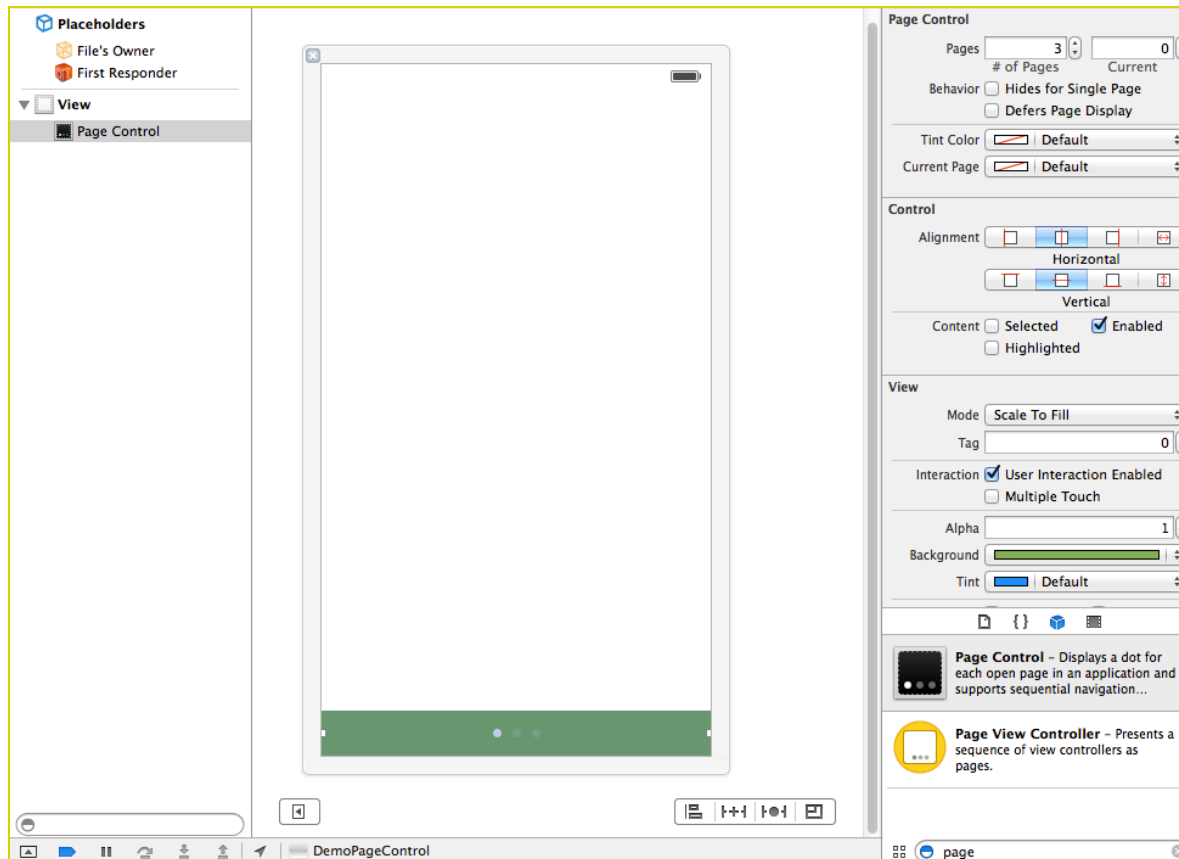 Placeholders
File's Owner
First Responder
View
Page Control
DemoPageControl
Page Control
Pages 3 0
# of Pages Current
Behavior Hides for Single Page
Defers Page Display
Tint Color Default
Current Page Default
Control
Alignment
Horizontal
Vertical
Content Selected Enabled
Highlighted
View
Mode Scale To Fill
Tag 0
Interaction User Interaction Enabled
Multiple Touch
Alpha 1
Background
Tint Default
{}
Page Control – Displays a dot for
each open page in an application and
supports sequential navigation...
Page View Controller – Presents a
sequence of view controllers as
pages.
page